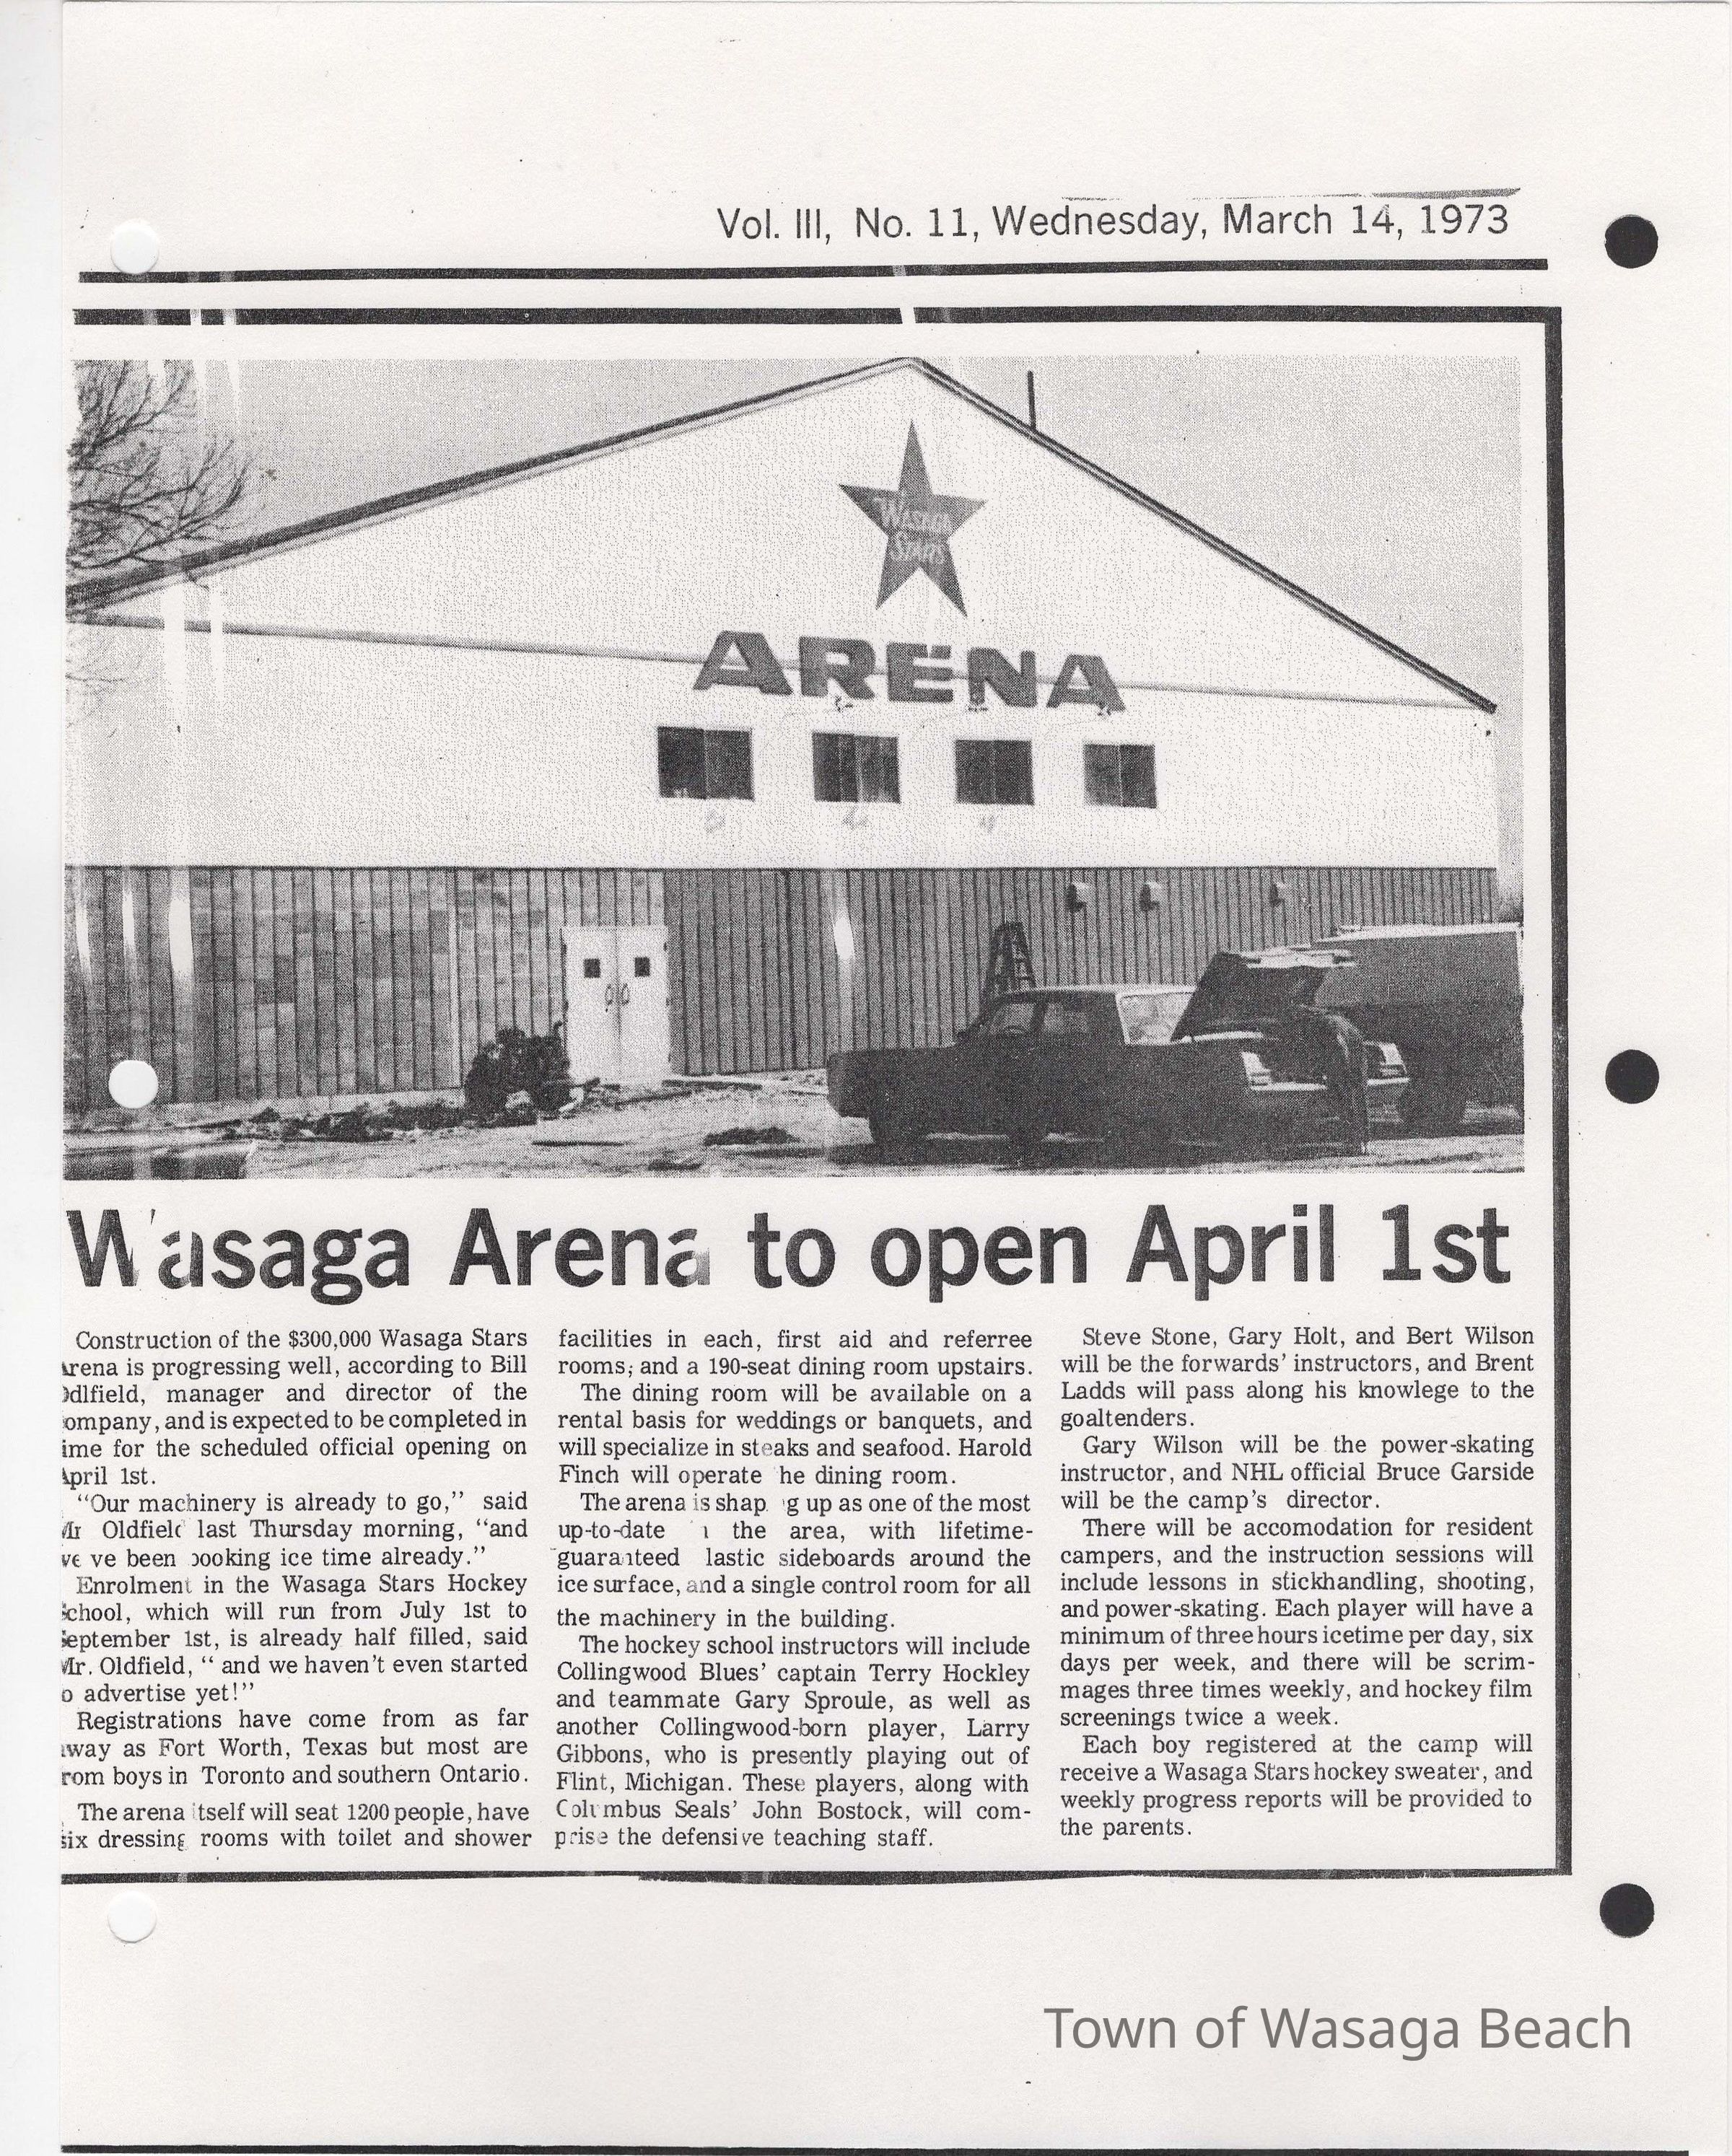 Vol. III, No. 11, Wednesday, March 14, 1973
Wasaga
Stars
ARENA
Wasaga Arena to open April 1st
Construction of the $300,000 Wasaga Stars
Arena is progressing well, according to Bill
Odlfield, manager and director of the
company, and is expected to be completed in
time for the scheduled official opening on
April 1st.
“Our machinery is already to go,” said
Mr Oldfield last Thursday morning, “and
we've been booking ice time already.”
Enrolment in the Wasaga Stars Hockey
School, which will run from July 1st to
September 1st, is already half filled, said
Mr. Oldfield, “ and we haven't even started
to advertise yet!”
Registrations have come from as far
away as Fort Worth, Texas but most are
from boys in Toronto and southern Ontario.
The arena itself will seat 1200 people, have
six dressing rooms with toilet and shower
facilities in each, first aid and referree
rooms; and a 190-seat dining room upstairs.
The dining room will be available on a
rental basis for weddings or banquets, and
will specialize in steaks and seafood. Harold
Finch will operate the dining room.
The arena is shaping up as one of the most
up-to-date in the area, with lifetime-
guaranteed plastic sideboards around the
ice surface, and a single control room for all
the machinery in the building.
The hockey school instructors will include
Collingwood Blues' captain Terry Hockley
and teammate Gary Sproule, as well as
another Collingwood-born player, Larry
Gibbons, who is presently playing out of
Flint, Michigan. These players, along with
Columbus Seals' John Bostock, will com-
prise the defensive teaching staff.
Steve Stone, Gary Holt, and Bert Wilson
will be the forwards' instructors, and Brent
Ladds will pass along his knowlege to the
goaltenders.
Gary Wilson will be the power-skating
instructor, and NHL official Bruce Garside
will be the camp's director.
There will be accomodation for resident
campers, and the instruction sessions will
include lessons in stickhandling, shooting,
and power-skating. Each player will have a
minimum of three hours icetime per day, six
days per week, and there will be scrim-
mages three times weekly, and hockey film
screenings twice a week.
Each boy registered at the camp will
receive a Wasaga Stars hockey sweater, and
weekly progress reports will be provided to
the parents.
Town of Wasaga Beach